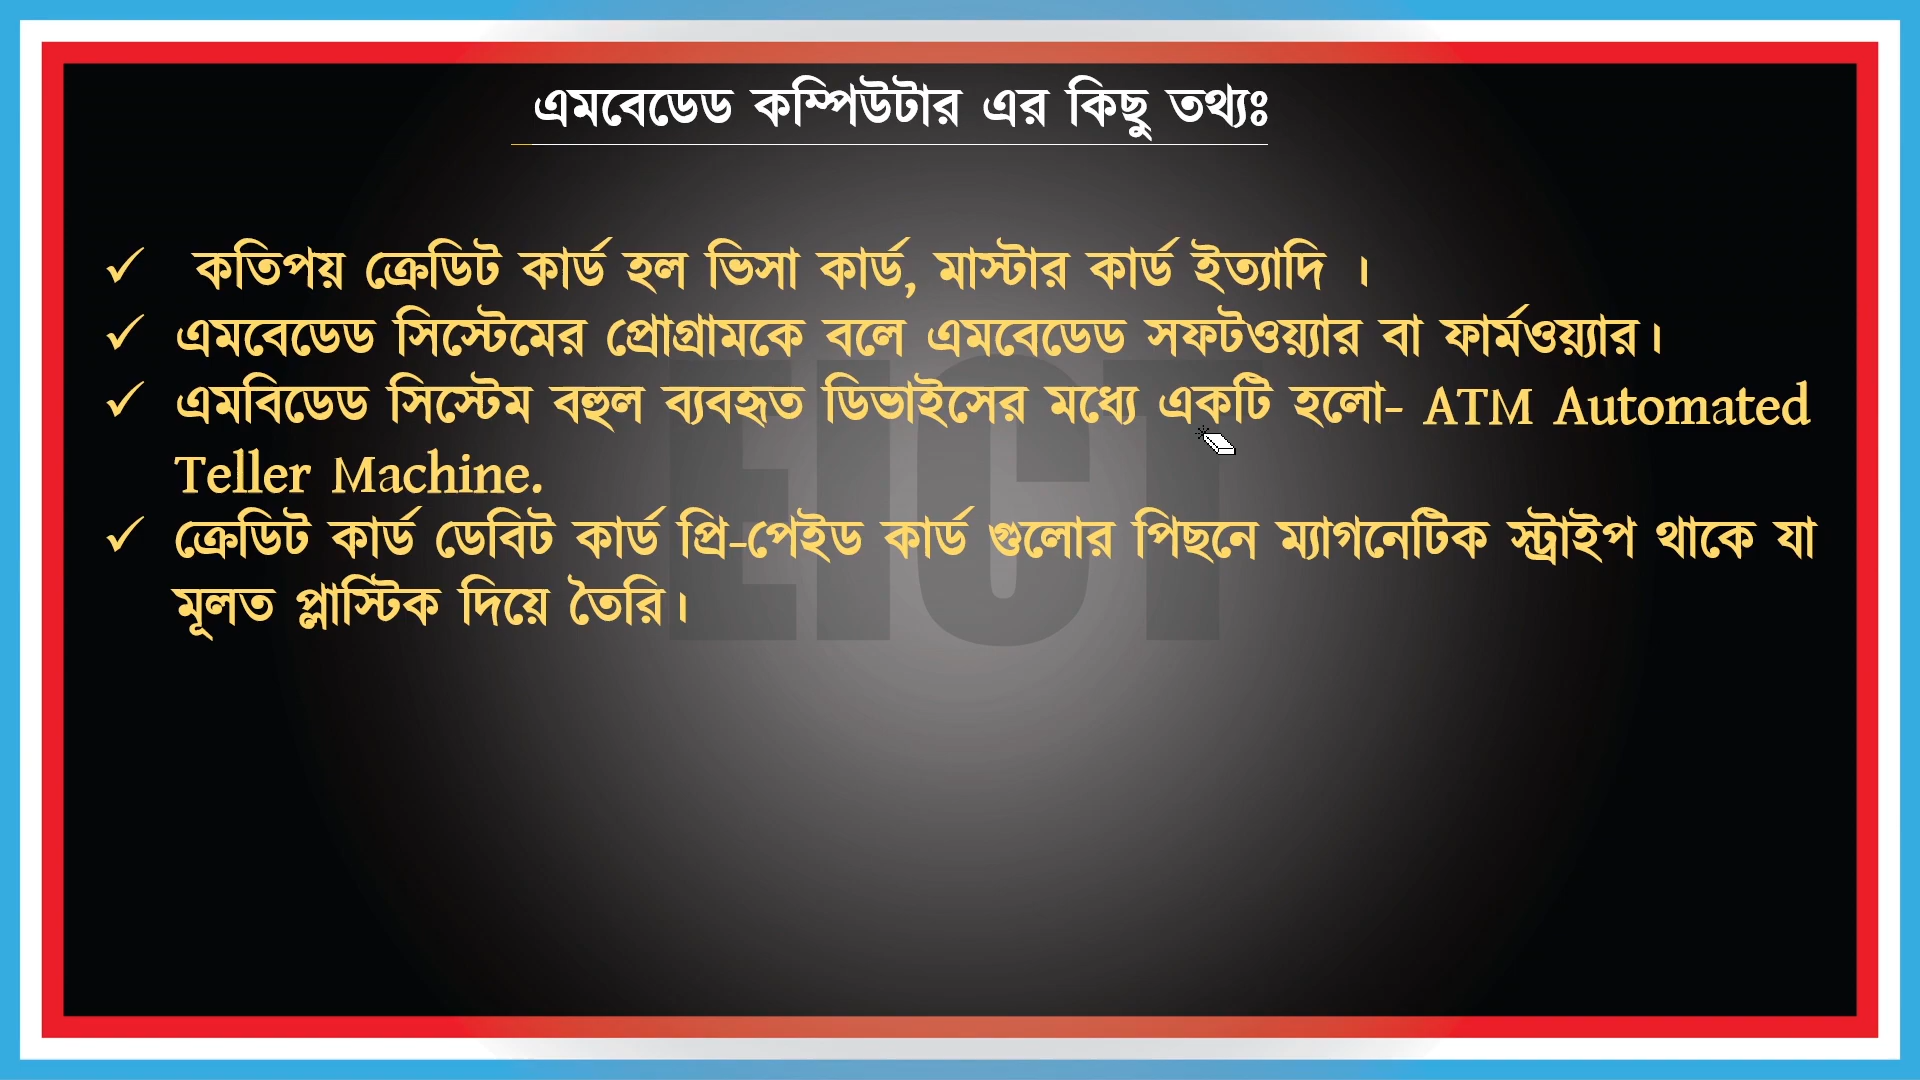 এমবেডেড কম্পিউটার এর কিছু তথ্যঃ
✓ কতিপয় ক্রেডিট কার্ড হল ভিসা কার্ড, মাস্টার কার্ড ইত্যাদি ।
✓ এমবেডেড সিস্টেমের প্রোগ্রামকে বলে এমবেডেড সফটওয়্যার বা ফার্মওয়্যার।
✓ এমবিডেড সিস্টেম বহুল ব্যবহৃত ডিভাইসের মধ্যে একটি হলো- ATM Automated
Teller Machine.
✓ ক্রেডিট কার্ড ডেবিট কার্ড প্রি-পেইড কার্ড গুলোর পিছনে ম্যাগনেটিক স্ট্রাইপ থাকে যা
মূলত প্লাস্টিক দিয়ে তৈরি।
EICT